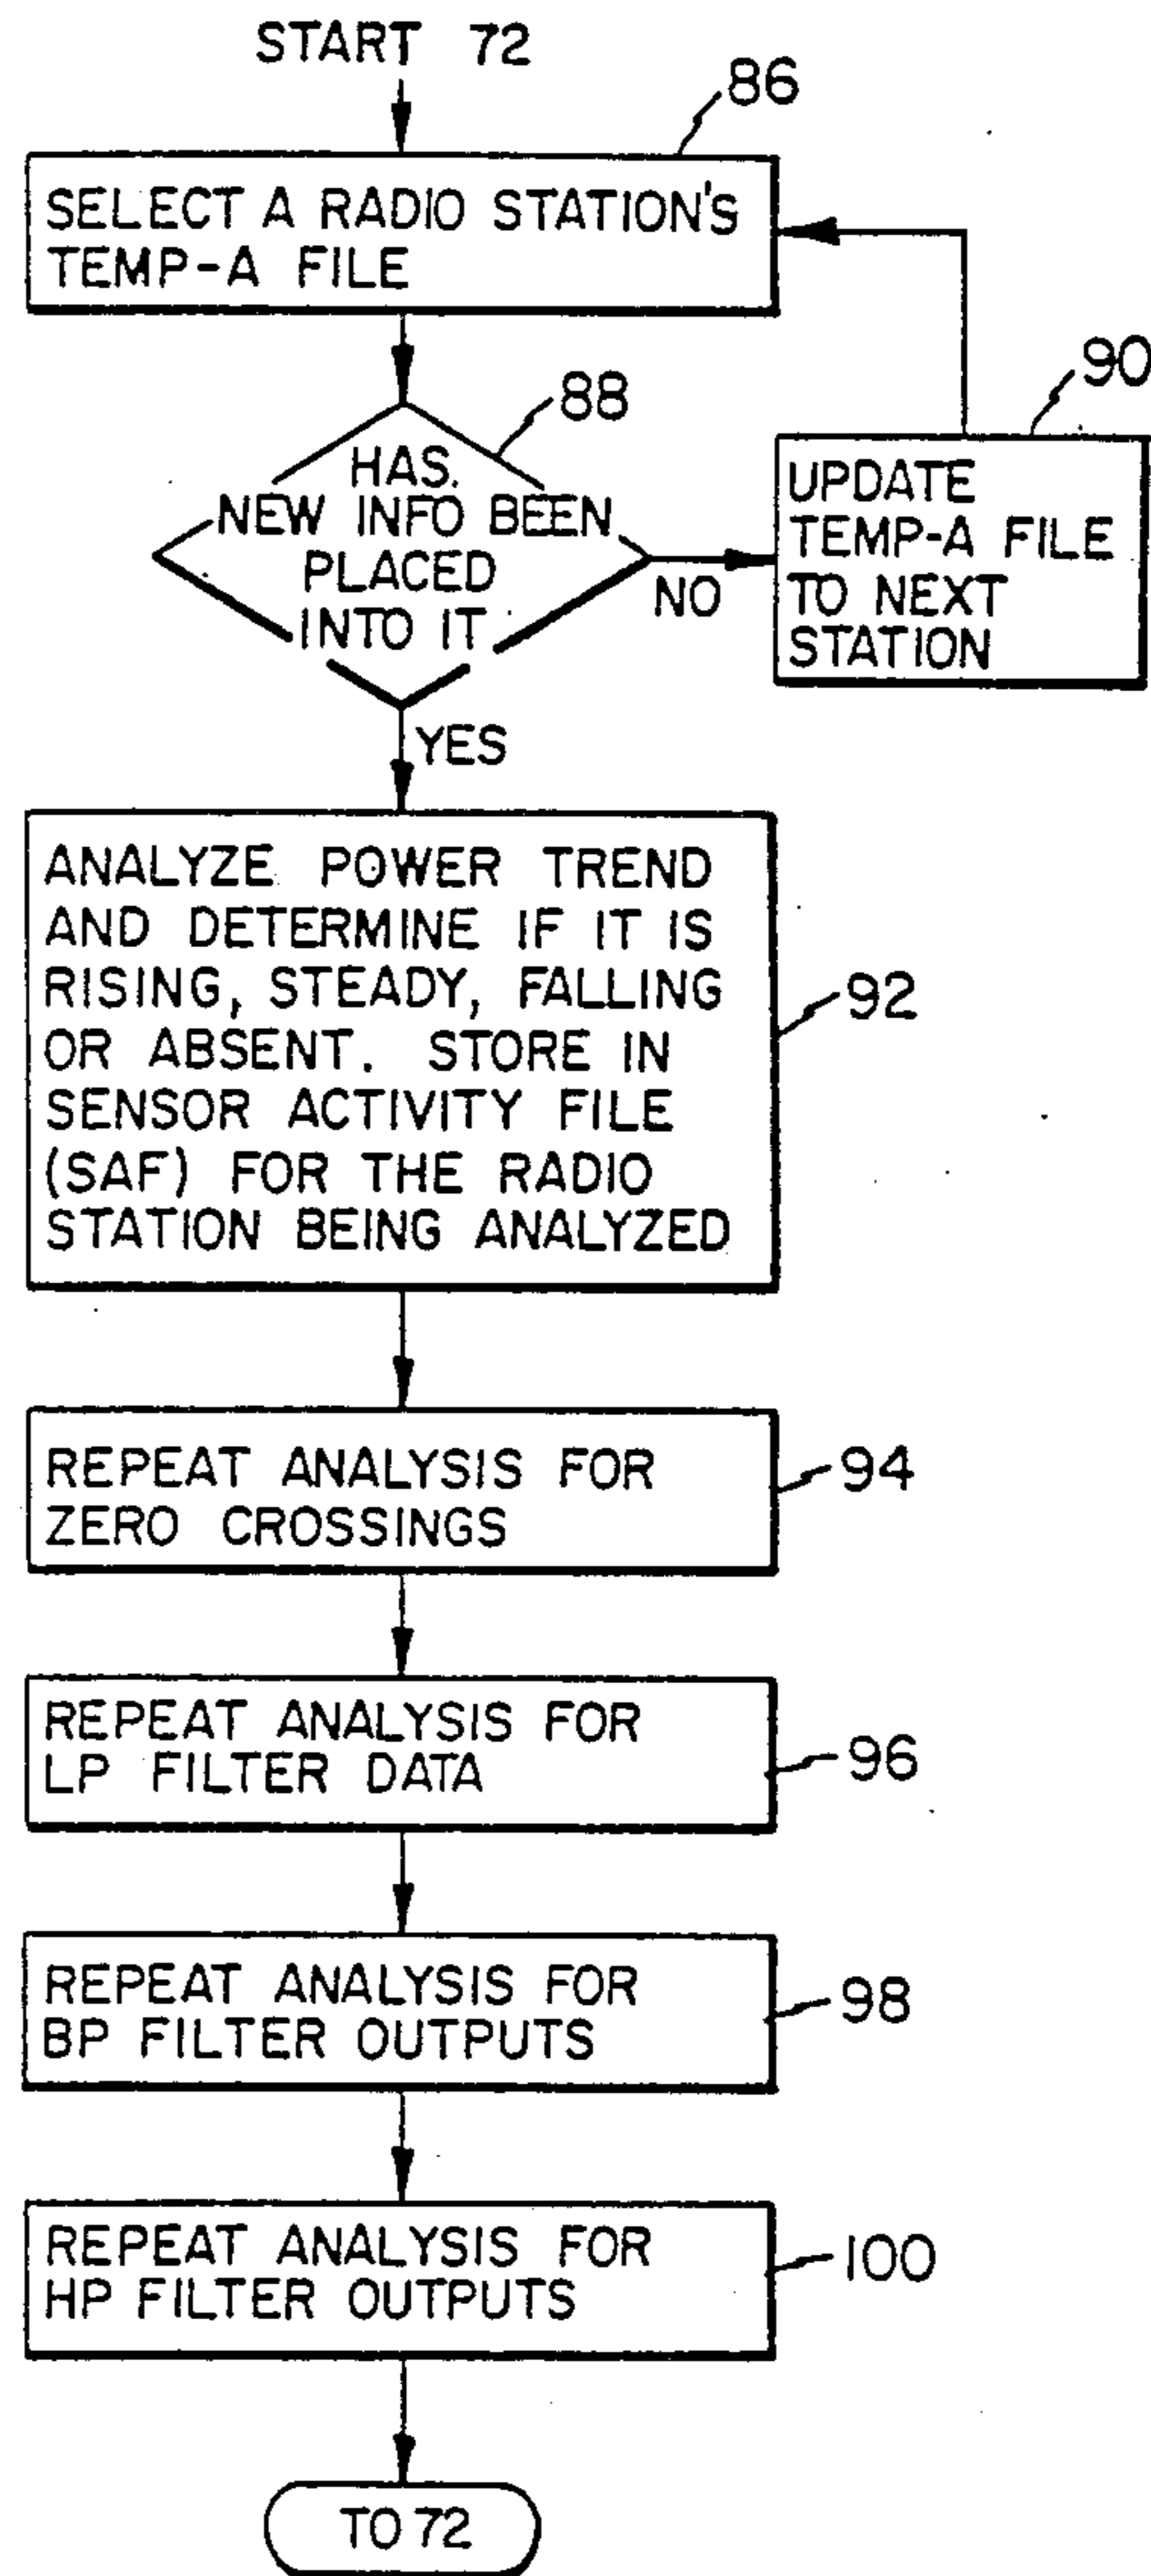 START 72
86
SELECT A RADIO STATION'S
TEMP-A FILE
88
HAS.
NEW INFO BEEN
PLACED
INTO IT
NO
90
UPDATE
TEMP-A FILE
TO NEXT
STATION
YES
ANALYZE POWER TREND
AND DETERMINE IF IT IS
RISING, STEADY, FALLING
OR ABSENT. STORE IN
SENSOR ACTIVITY FILE
(SAF) FOR THE RADIO
STATION BEING ANALYZED
92
REPEAT ANALYSIS FOR
ZERO CROSSINGS
94
REPEAT ANALYSIS FOR
LP FILTER DATA
96
REPEAT ANALYSIS FOR
BP FILTER OUTPUTS
98
REPEAT ANALYSIS FOR
HP FILTER OUTPUTS
100
TO 72